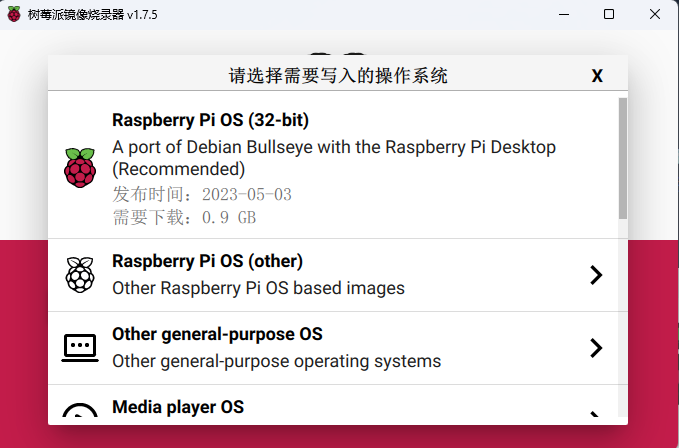 树莓派镜像烧录器 v1.7.5
请选择需要写入的操作系统
X
Raspberry Pi OS (32-bit)
A port of Debian Bullseye with the Raspberry Pi Desktop
(Recommended)
发布时间：2023-05-03
需要下载：0.9 GB
Raspberry Pi OS (other)
Other Raspberry Pi OS based images
Other general-purpose OS
Other general-purpose operating systems
Media player OS